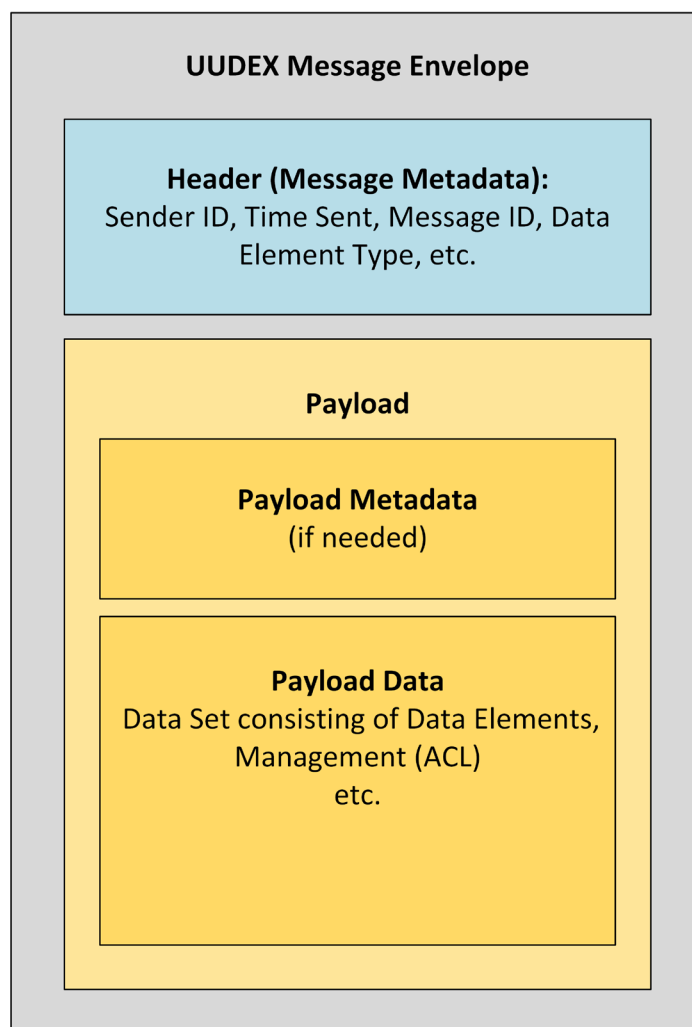 UUDEX Message Envelope
Header (Message Metadata):
Sender ID, Time Sent, Message ID, Data
Element Type, etc.
Payload
Payload Metadata
(if needed)
Payload Data
Data Set consisting of Data Elements,
Management (ACL)
etc.